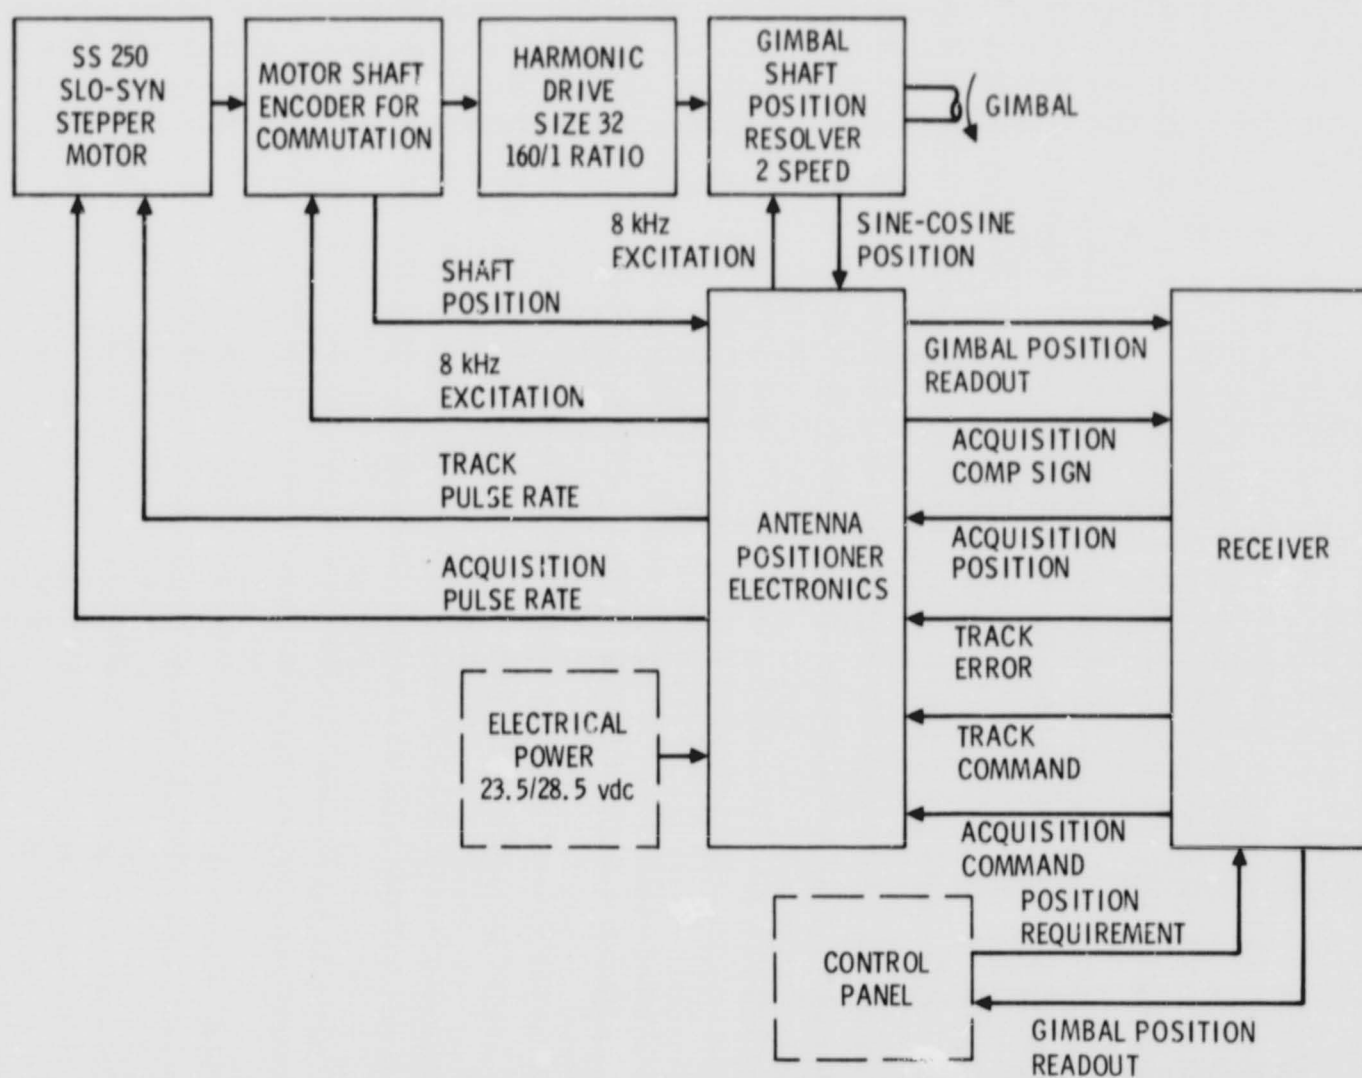 SS 250
SLO-SYN
STEPPER
MOTOR
MOTOR SHAFT
ENCODER FOR
COMMUTATION
HARMONIC
DRIVE
SIZE 32
160/1 RATIO
GIMBAL
SHAFT
POSITION
RESOLVER
2 SPEED
GIMBAL
8 kHz
EXCITATION
SINE-COSINE
POSITION
SHAFT
POSITION
8 kHz
EXCITATION
TRACK
PULSE RATE
ACQUISITION
PULSE RATE
ELECTRICAL
POWER
23.5/28.5 vdc
ANTENNA
POSITIONER
ELECTRONICS
GIMBAL POSITION
READOUT
ACQUISITION
COMP SIGN
ACQUISITION
POSITION
TRACK
ERROR
TRACK
COMMAND
ACQUISITION
COMMAND
RECEIVER
POSITION
REQUIREMENT
CONTROL
PANEL
GIMBAL POSITION
READOUT